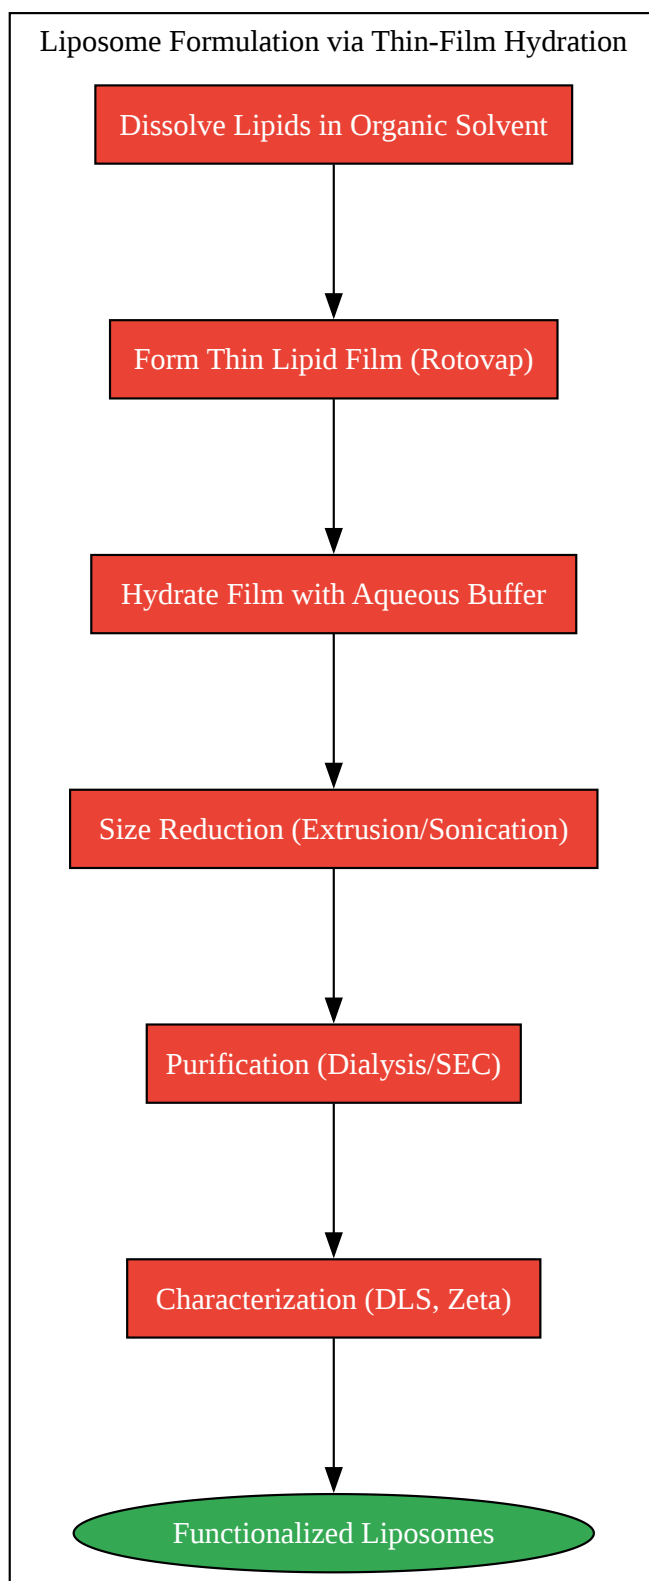 Liposome Formulation via Thin-Film Hydration
Dissolve Lipids in Organic Solvent
Form Thin Lipid Film (Rotovap)
Hydrate Film with Aqueous Buffer
Size Reduction (Extrusion/Sonication)
Purification (Dialysis/SEC)
Characterization (DLS, Zeta)
Functionalized Liposomes